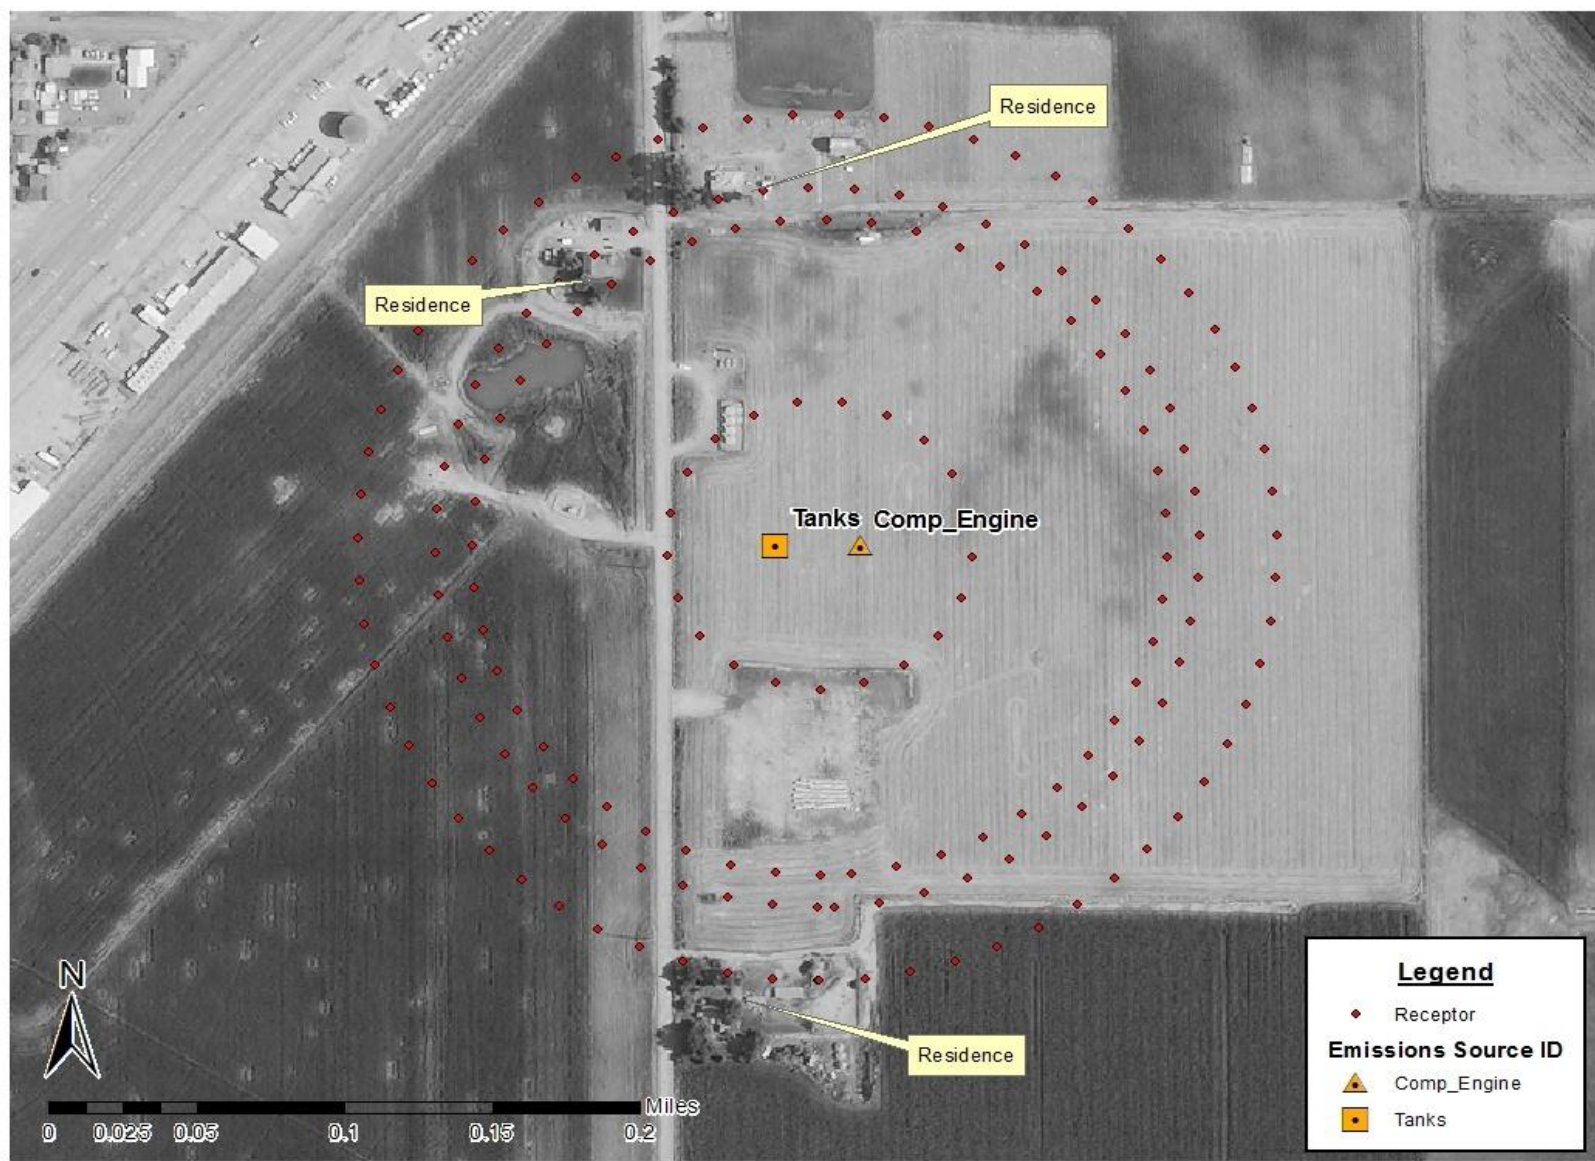 Residence
Residence
Tanks Comp_Engine
Residence
N
Miles
0 0.025 0.05 0.1 0.15 0.2
Legend
Receptor
Emissions Source ID
Comp_Engine
Tanks